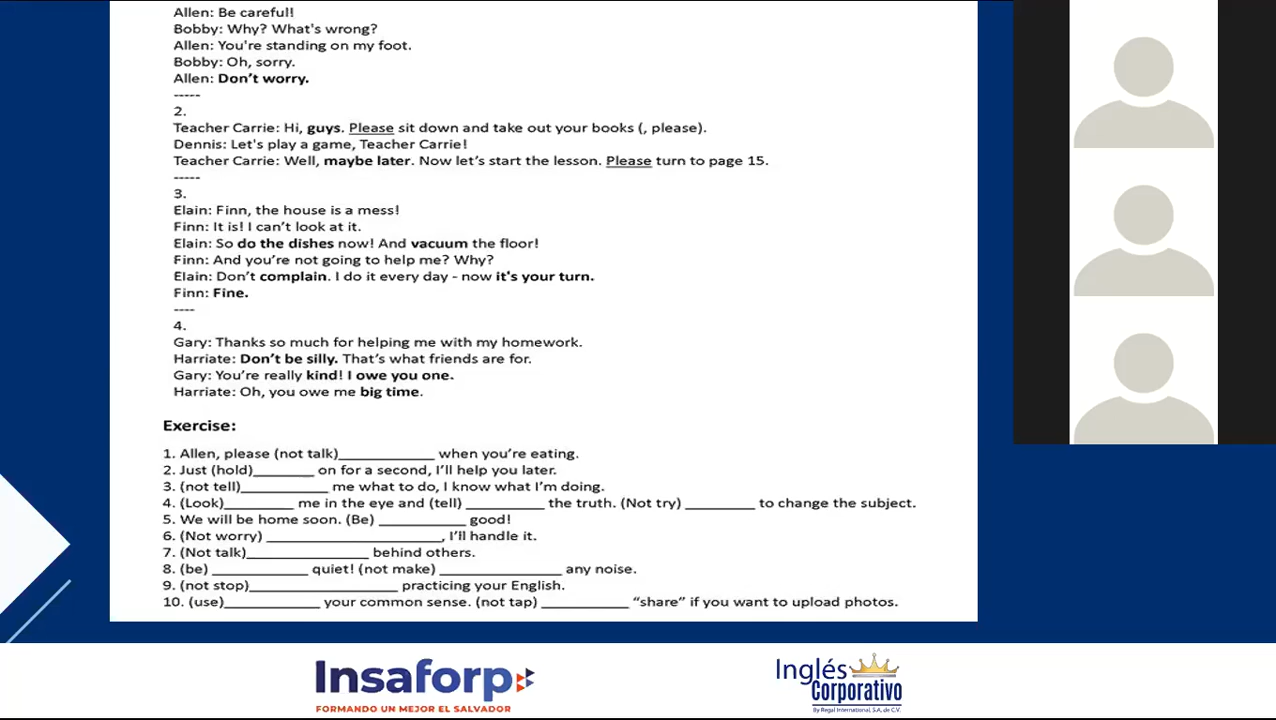 Allen: Be careful!
Bobby: Why? What's wrong?
Allen: You're standing on my foot.
Bobby: Oh, sorry.
Allen: Don't worry.
-----
2.
Teacher Carrie: Hi, guys. Please sit down and take out your books (, please).
Dennis: Let's play a game, Teacher Carrie!
Teacher Carrie: Well, maybe later. Now let's start the lesson. Please turn to page 15.
-----
3.
Elain: Finn, the house is a mess!
Finn: It is! I can't look at it.
Elain: So do the dishes now! And vacuum the floor!
Finn: And you're not going to help me? Why?
Elain: Don't complain. I do it every day - now it's your turn.
Finn: Fine.
----
4.
Gary: Thanks so much for helping me with my homework.
Harriate: Don't be silly. That's what friends are for.
Gary: You're really kind! I owe you one.
Harriate: Oh, you owe me big time.
Exercise:
1. Allen, please (not talk)_____________ when you're eating.
2. Just (hold)________ on for a second, I'll help you later.
3. (not tell)____________ me what to do, I know what I'm doing.
4. (Look)_________ me in the eye and (tell) __________ the truth. (Not try) _________ to change the subject.
5. We will be home soon. (Be) ___________ good!
6. (Not worry) _______________________, I'll handle it.
7. (Not talk)________________ behind others.
8. (be) ____________ quiet! (not make) ________________ any noise.
9. (not stop)___________________ practicing your English.
10. (use)____________ your common sense. (not tap) ___________ "share" if you want to upload photos.
Insaforp
FORMANDO UN MEJOR EL SALVADOR
Inglés
Corporativo
By Regal International, S.A. de C.V.